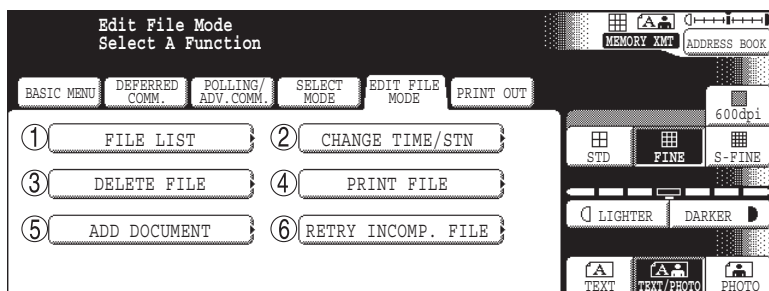 Edit File Mode
Select A Function
MEMORY XMT
ADDRESS BOOK
BASIC MENU
DEFERRED
COMM.
POLLING/
ADV.COMM.
SELECT
MODE
EDIT FILE
MODE
PRINT OUT
600dpi
① FILE LIST
② CHANGE TIME/STN
STD
FINE
S-FINE
③ DELETE FILE
④ PRINT FILE
LIGHTER
DARKER
⑤ ADD DOCUMENT
⑥ RETRY INCOMP. FILE
A
A
A
TEXT
TEXT/PHOTO
PHOTO